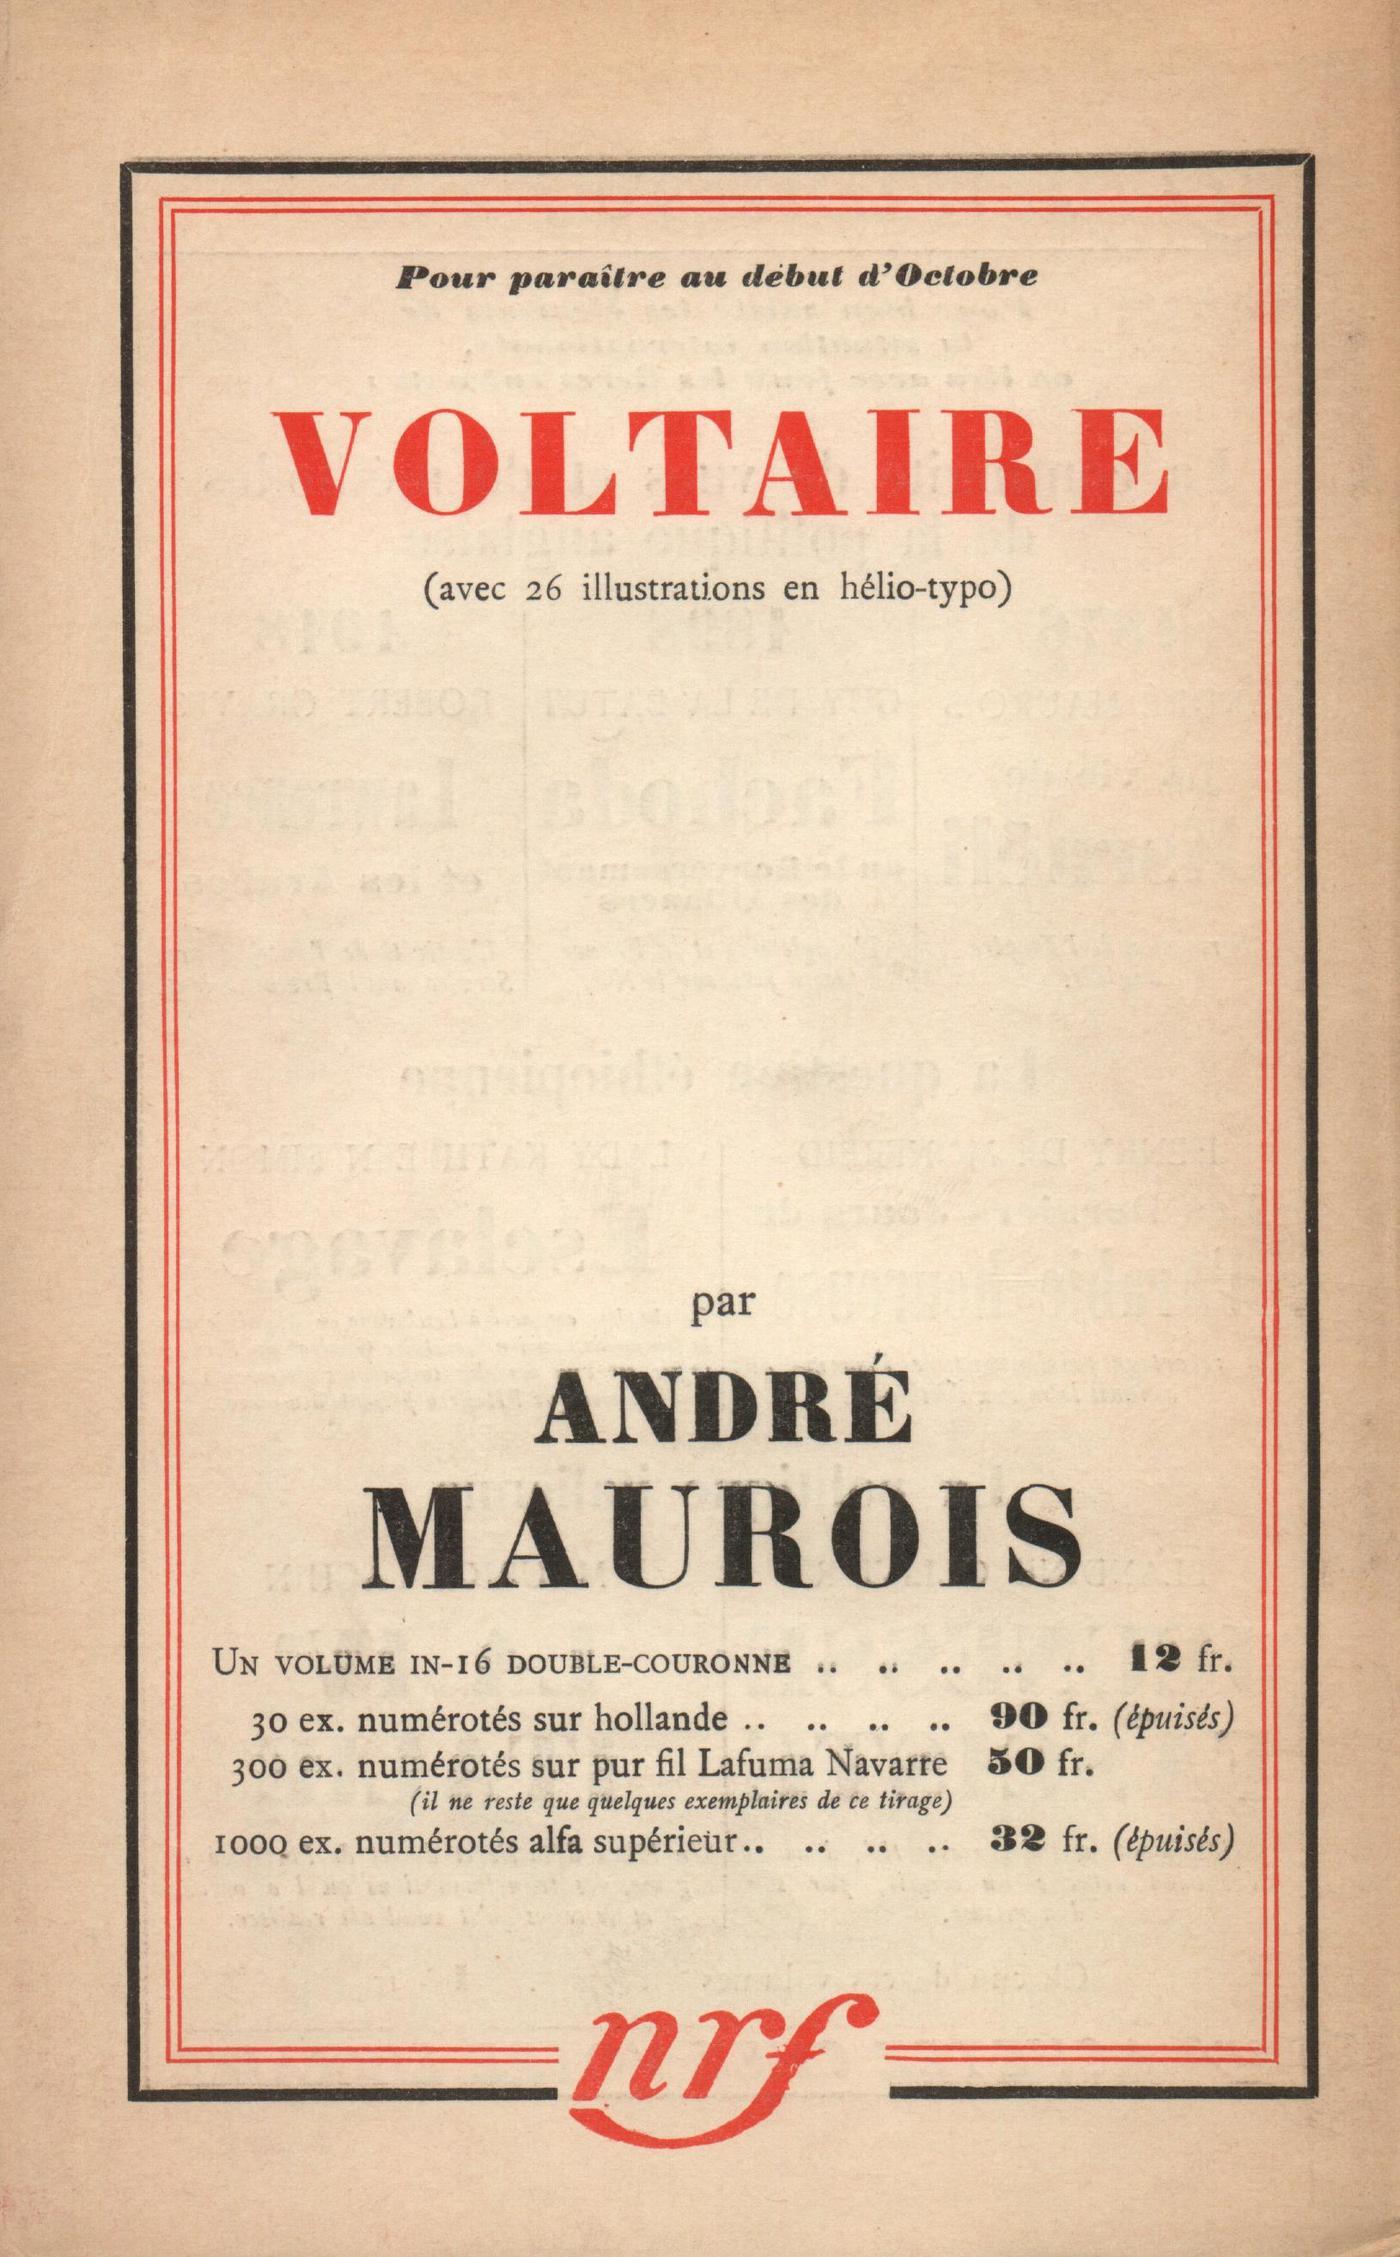 Pour paraître au début d'Octobre
VOLTAIRE
(avec 26 illustrations en hélio-typo)
par
ANDRÉ
MAUROIS
UN VOLUME IN-16 DOUBLE-COURONNE .. .. .. .. .. 12 fr.
30 ex. numérotés sur hollande .. .. .. .. 90 fr. (épuisés)
300 ex. numérotés sur pur fil Lafuma Navarre 50 fr.
(il ne reste que quelques exemplaires de ce tirage)
1000 ex. numérotés alfa supérieur .. .. .. .. 32 fr. (épuisés)
nrf